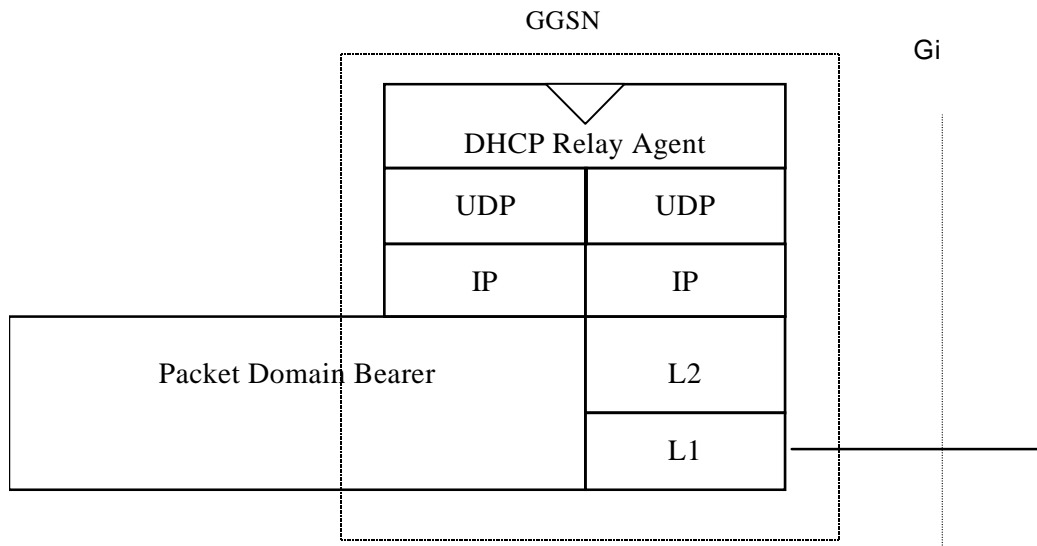 GGSN
Gi
DHCP Relay Agent
UDP
UDP
IP
IP
Packet Domain Bearer
L2
L1